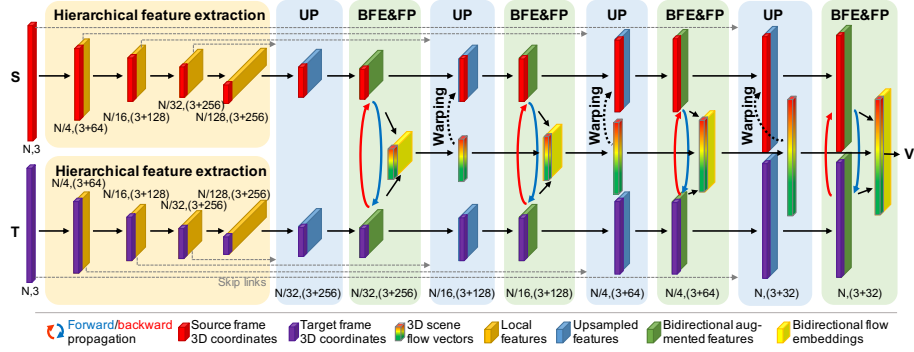 Hierarchical feature extraction
UP
BFE&FP
UP
BFE&FP
UP
BFE&FP
UP
BFE&FP
S
N,3
N/4,(3+64)
N/16,(3+128)
N/32,(3+256)
N/128,(3+256)
Warping
Warping
Warping
V
Hierarchical feature extraction
N/4,(3+64)
N/16,(3+128)
N/32,(3+256)
N/128,(3+256)
T
N,3
Skip links
N/32,(3+256)
N/32,(3+256)
N/16,(3+128)
N/16,(3+128)
N/4,(3+64)
N/4,(3+64)
N,(3+32)
N,(3+32)
Forward/backward
propagation
Source frame
3D coordinates
Target frame
3D coordinates
3D scene
flow vectors
Local
features
Upsampled
features
Bidirectional aug-
mented features
Bidirectional flow
embeddings